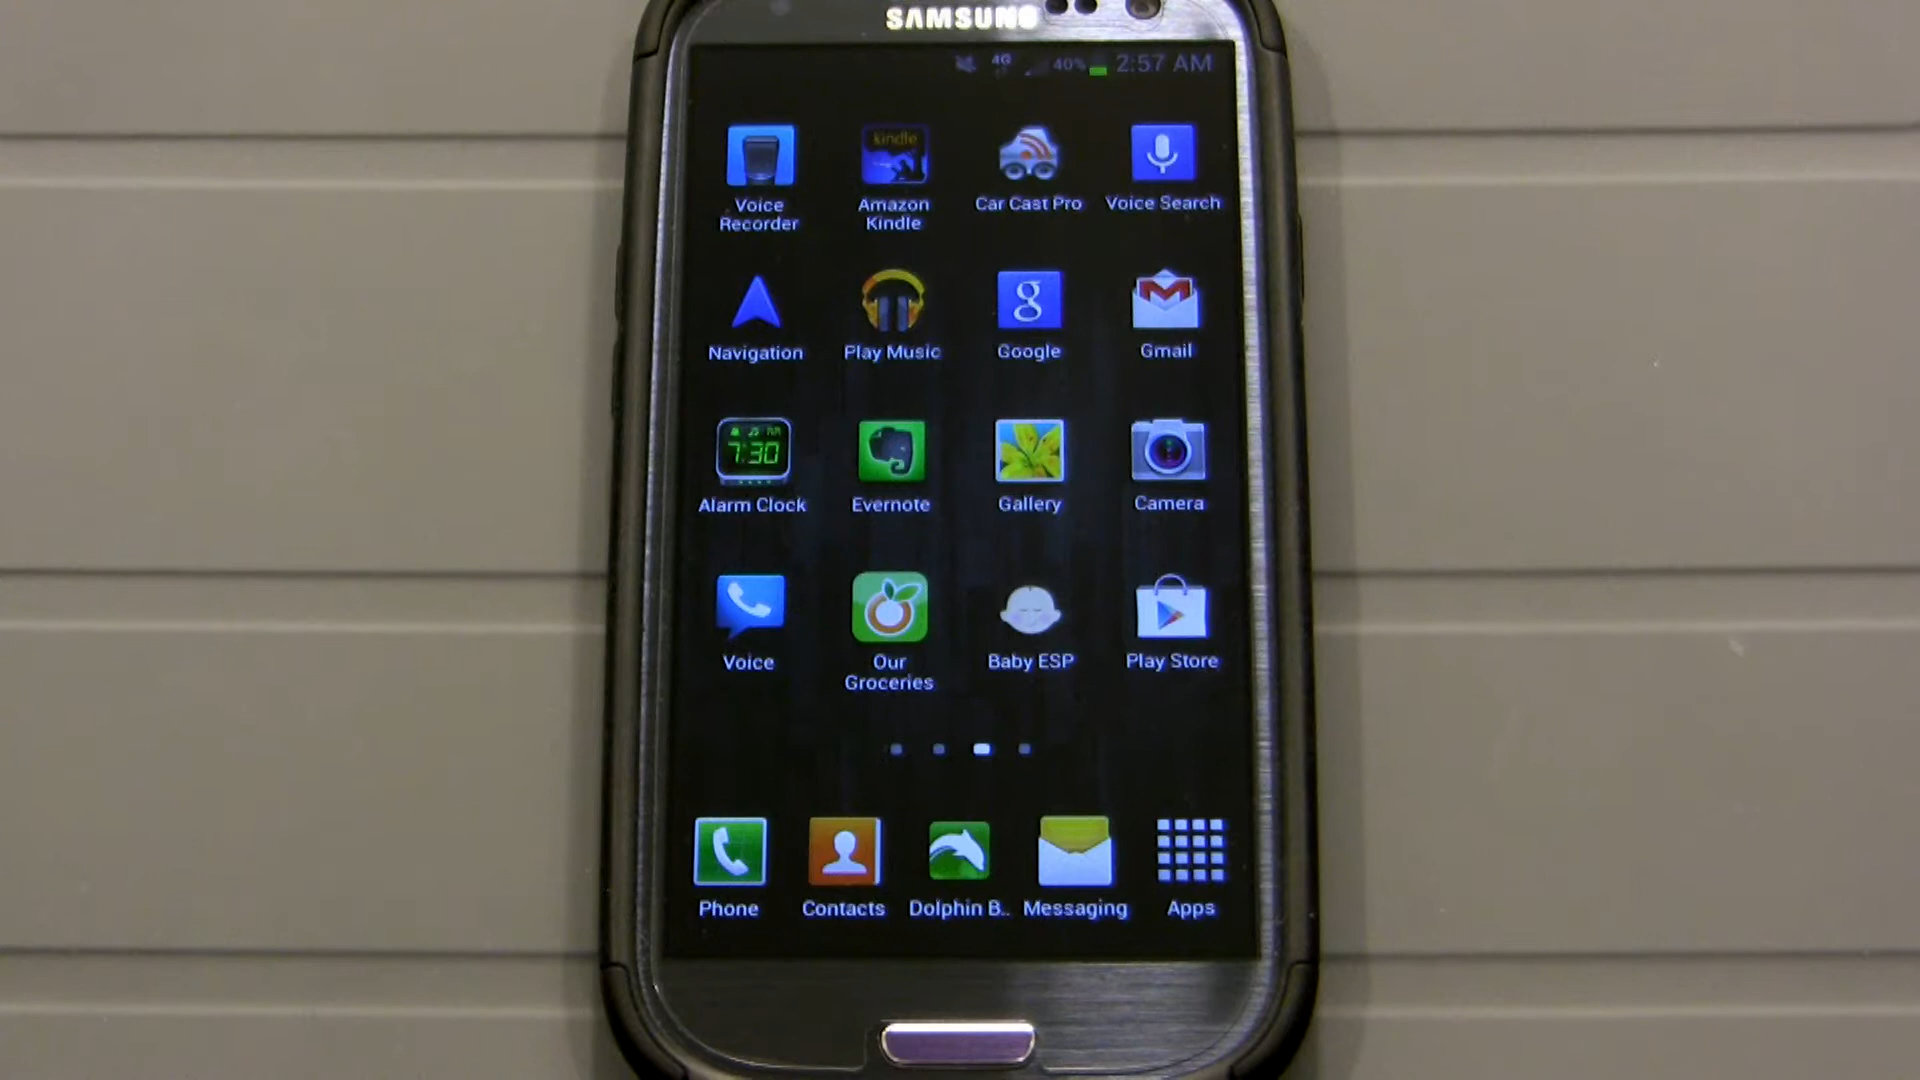 SAMSUNG
4G 40% 2:57 AM
kindle
Voice Recorder
Amazon Kindle
Car Cast Pro
Voice Search
g
Navigation
Play Music
Google
Gmail
7:30
Alarm Clock
Evernote
Gallery
Camera
Voice
Our Groceries
Baby ESP
Play Store
Phone
Contacts
Dolphin B..
Messaging
Apps